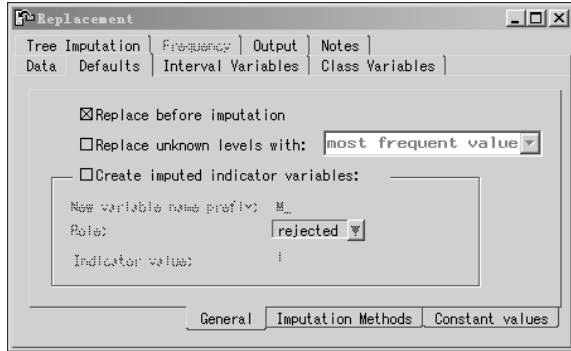 Replacement
Tree Imputation Frequency Output Notes
Data Defaults Interval Variables Class Variables
Replace before imputation
Replace unknown levels with: most frequent value
Create imputed indicator variables:
New variable name prefix: M_
Role: rejected
Indicator value: 1
General Imputation Methods Constant values